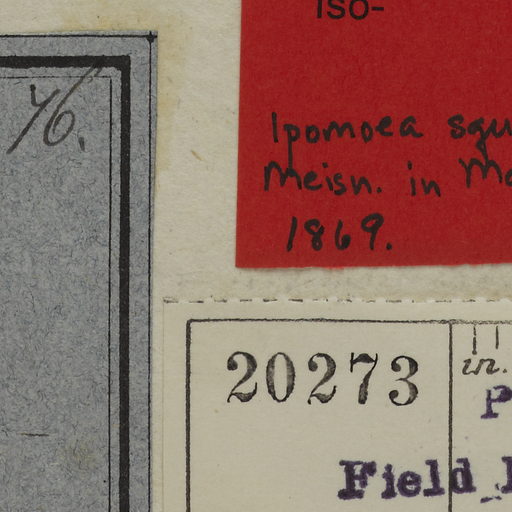 iso-
76.
Ipomoea squ
Meisn. in Ma
1869.
20273
in.
P
Field